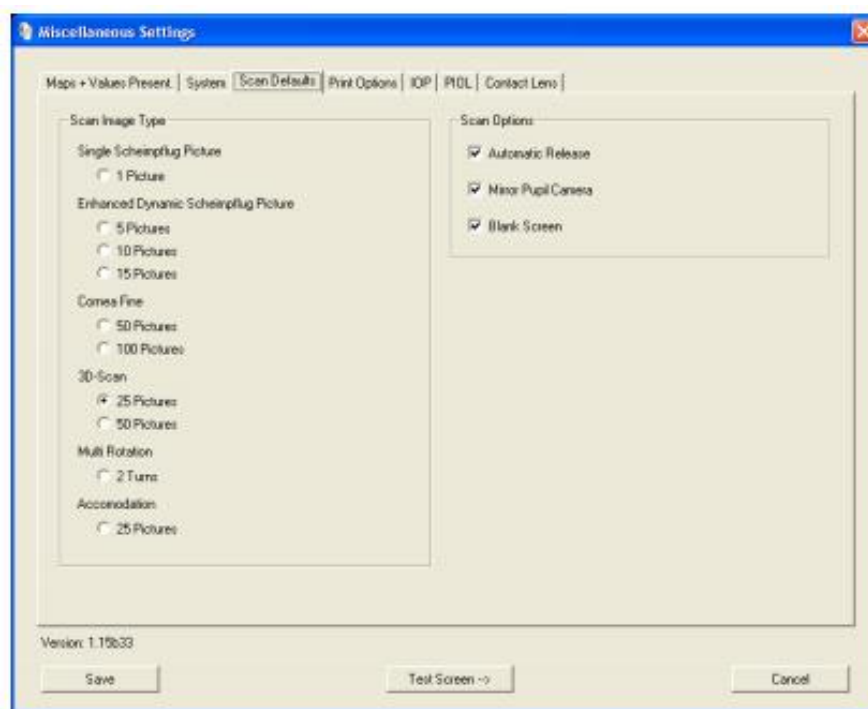 Miscellaneous Settings
Maps + Values Present System Scan Defaults Print Options IOP PIOL Contact Lens
Scan Image Type
Single Scheimpflug Picture
1 Picture
Enhanced Dynamic Scheimpflug Picture
5 Pictures
10 Pictures
15 Pictures
Cornea Fine
50 Pictures
100 Pictures
3D-Scan
25 Pictures
50 Pictures
Multi Rotation
2 Turns
Accomodation
25 Pictures
Scan Options
Automatic Release
Mirror Pupil Camera
Blank Screen
Version: 1.15b33
Save Test Screen -> Cancel